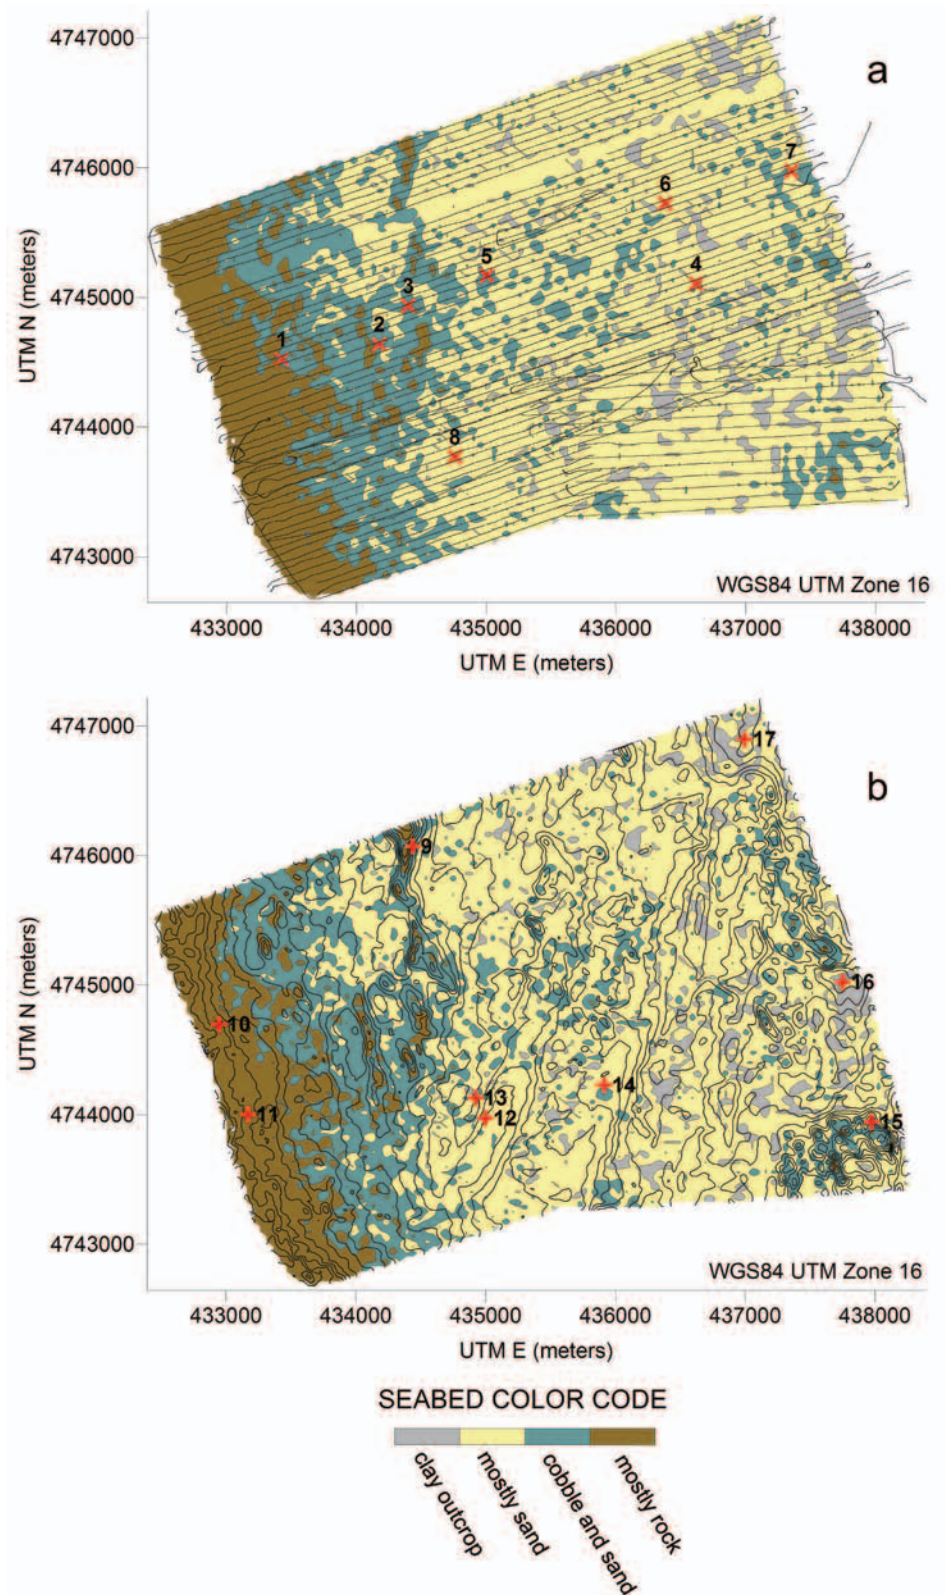 4747000
a
4746000
7
6
5
4
3
2
1
4745000
4744000
8
4743000
UTM N (meters)
WGS84 UTM Zone 16
433000 434000 435000 436000 437000 438000
UTM E (meters)
4747000
17
b
4746000
9
4745000
16
10
14
13
12
11
15
4744000
4743000
UTM N (meters)
WGS84 UTM Zone 16
433000 434000 435000 436000 437000 438000
UTM E (meters)
SEABED COLOR CODE
clay outcrop
mostly sand
cobble and sand
mostly rock